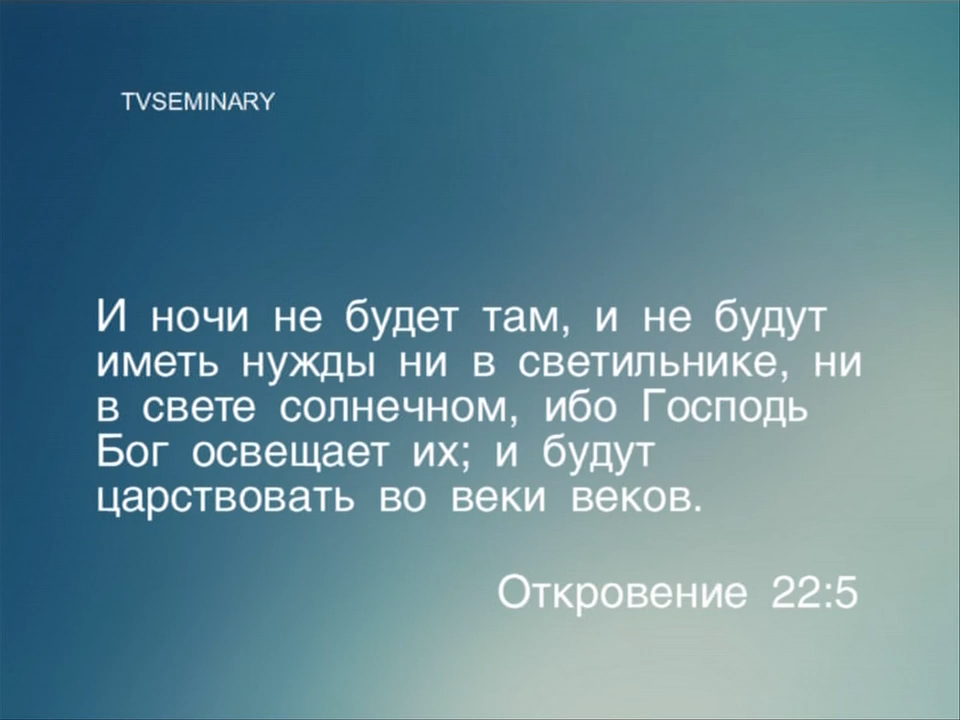 TVSEMINARY
И ночи не будет там, и не будут
иметь нужды ни в светильнике, ни
в свете солнечном, ибо Господь
Бог освещает их; и будут
царствовать во веки веков.
Откровение 22:5